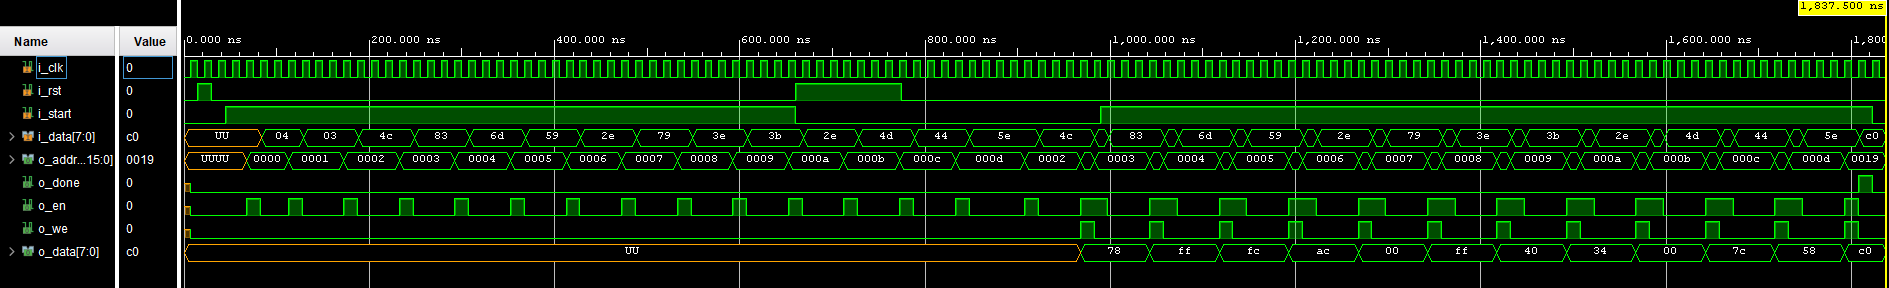 1,837.500 ns
Name Value 0.000 ns 200.000 ns 400.000 ns 600.000 ns 800.000 ns 1,000.000 ns 1,200.000 ns 1,400.000 ns 1,600.000 ns 1,800
i_clk 0
i_rst 0
i_start 0
i_data[7:0] c0 UU 04 03 4c 83 6d 59 2e 79 3e 3b 2e 4d 44 5e 4c 83 6d 59 2e 79 3e 3b 2e 4d 44 5e c0
o_addr...15:0] 0019 UUUU 0000 0001 0002 0003 0004 0005 0006 0007 0008 0009 000a 000b 000c 000d 0002 0003 0004 0005 0006 0007 0008 0009 000a 000b 000c 000d 0019
o_done 0
o_en 0
o_we 0
o_data[7:0] c0 UU 78 ff fc ac 00 ff 40 34 00 7c 58 c0